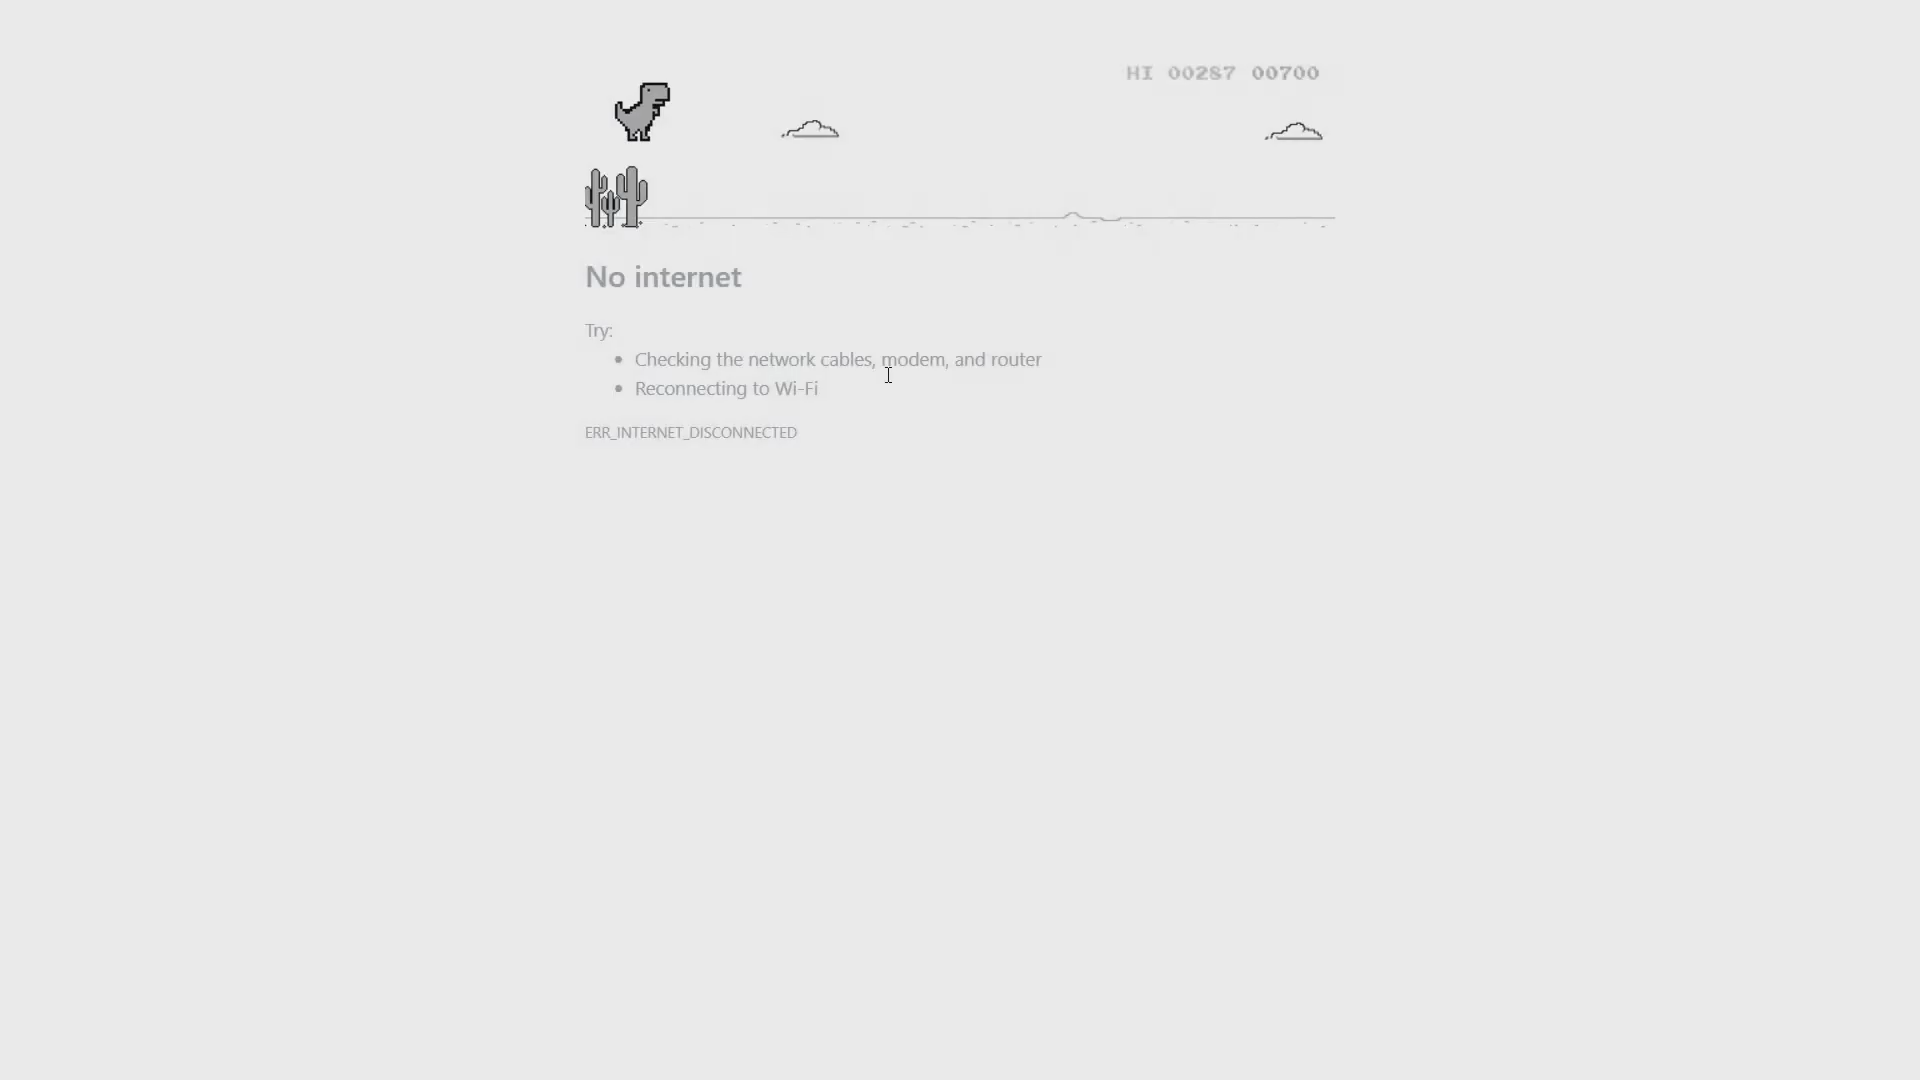 HI 00287 00700
No internet
Try:
Checking the network cables, modem, and router
Reconnecting to Wi-Fi
ERR_INTERNET_DISCONNECTED